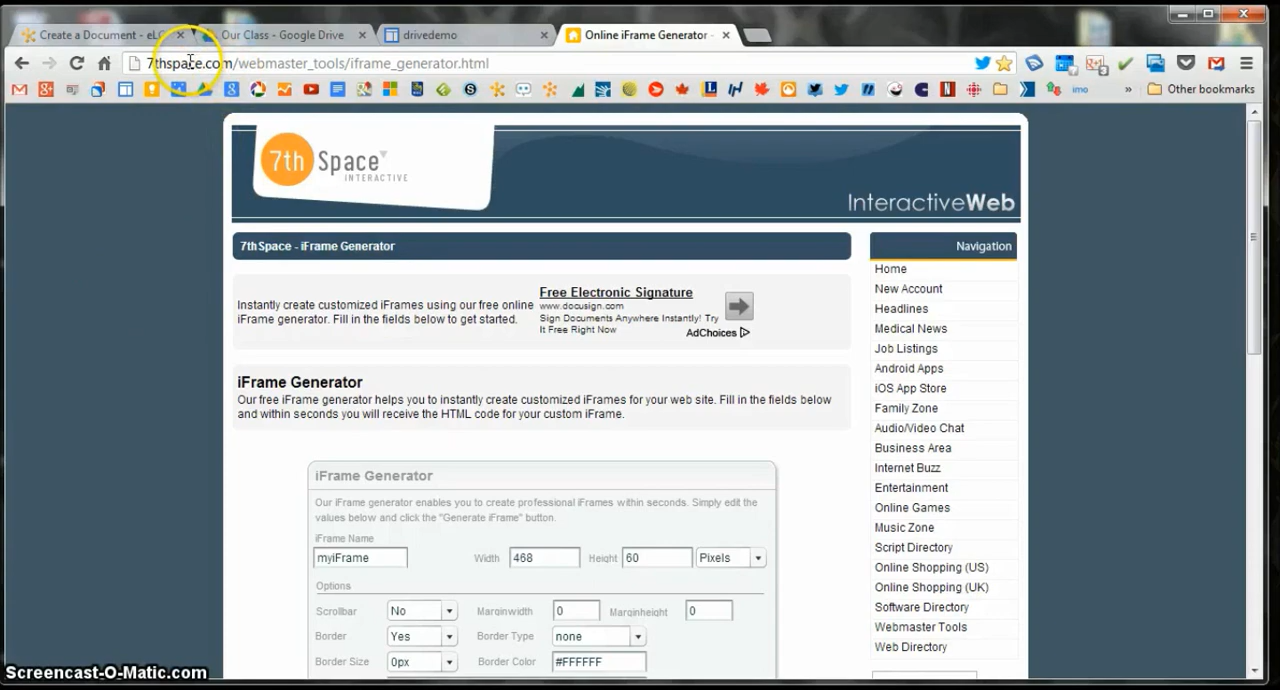 Create a Document - eLC
Our Class - Google Drive
drivedemo
Online iFrame Generator -
7thspace.com/webmaster_tools/iframe_generator.html
imo
»
Other bookmarks
7th Space
INTERACTIVE
InteractiveWeb
7thSpace - iFrame Generator
Instantly create customized iFrames using our free online
iFrame generator. Fill in the fields below to get started.
Free Electronic Signature
www.docusign.com
Sign Documents Anywhere Instantly! Try
It Free Right Now
AdChoices
iFrame Generator
Our free iFrame generator helps you to instantly create customized iFrames for your web site. Fill in the fields below
and within seconds you will receive the HTML code for your custom iFrame.
iFrame Generator
Our iFrame generator enables you to create professional iFrames within seconds. Simply edit the
values below and click the "Generate iFrame" button.
iFrame Name
myiFrame
Width 468 Height 60 Pixels
Options
Scrollbar No Marginwidth 0 Marginheight 0
Border Yes Border Type none
Border Size 0px Border Color #FFFFFF
Navigation
Home
New Account
Headlines
Medical News
Job Listings
Android Apps
iOS App Store
Family Zone
Audio/Video Chat
Business Area
Internet Buzz
Entertainment
Online Games
Music Zone
Script Directory
Online Shopping (US)
Online Shopping (UK)
Software Directory
Webmaster Tools
Web Directory
Screencast-O-Matic.com